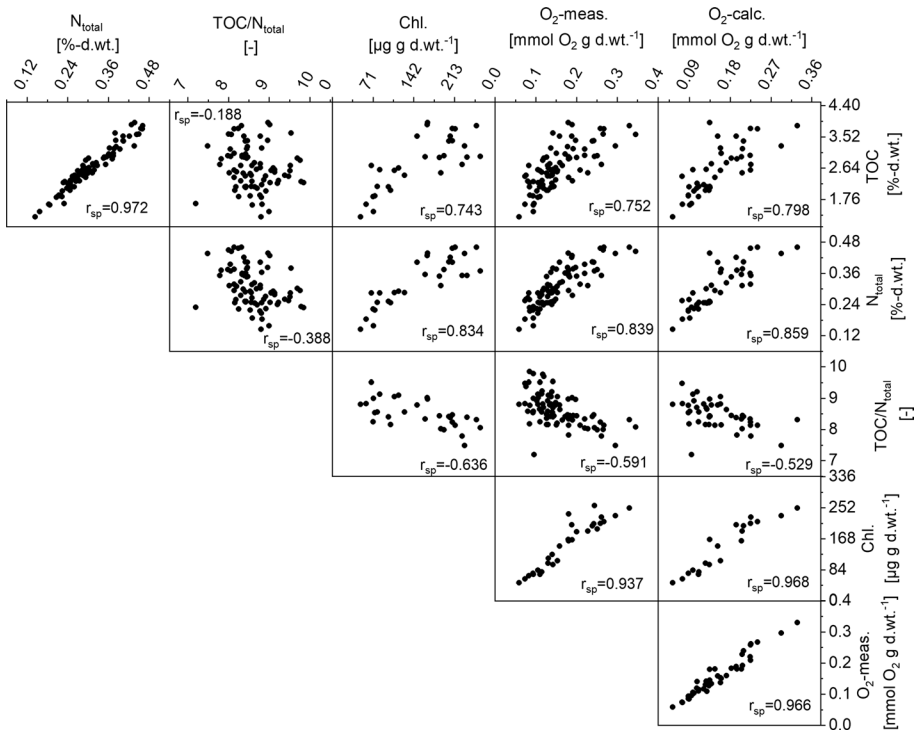 N_total TOC/N_total Chl. O₂-meas. O₂-calc.
[%-d.wt.] [-] [µg g d.wt.⁻¹] [mmol O₂ g d.wt.⁻¹] [mmol O₂ g d.wt.⁻¹]
0.12 0.24 0.36 0.48 7 8 9 10 0 71 142 213 0.0 0.1 0.2 0.3 0.4 0.09 0.18 0.27 0.36
r_sp=0.972 r_sp=-0.188 r_sp=0.743 r_sp=0.752 r_sp=0.798
4.40
3.52
2.64
1.76
TOC
[%-d.wt.]
r_sp=-0.388 r_sp=0.834 r_sp=0.839 r_sp=0.859
0.48
0.36
0.24
0.12
N_total
[%-d.wt.]
r_sp=-0.636 r_sp=-0.591 r_sp=-0.529
10
9
8
7
TOC/N_total
[-]
r_sp=0.937 r_sp=0.968
336
252
168
84
Chl.
[µg g d.wt.⁻¹]
r_sp=0.966
0.4
0.3
0.2
0.1
0.0
O₂-meas.
[mmol O₂ g d.wt.⁻¹]